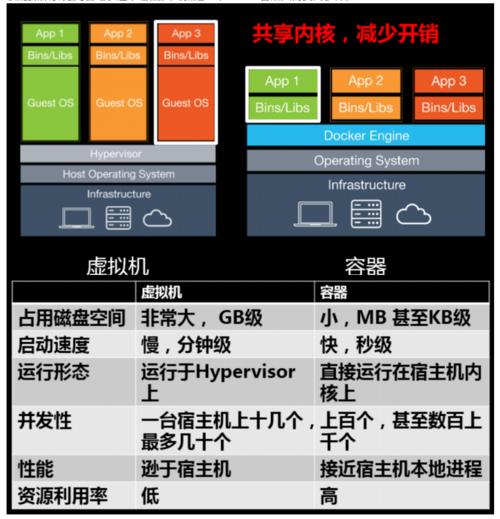 共享内核，减少开销
App 1
App 2
App 3
Bins/Libs
Bins/Libs
Bins/Libs
Guest OS
Guest OS
Guest OS
Hypervisor
Host Operating System
Infrastructure
App 1
App 2
App 3
Bins/Libs
Bins/Libs
Bins/Libs
Docker Engine
Operating System
Infrastructure
虚拟机
容器
虚拟机 容器
占用磁盘空间 非常大，GB级 小，MB 甚至KB级
启动速度 慢，分钟级 快，秒级
运行形态 运行于Hypervisor
上
直接运行在宿主机内
核上
并发性 一台宿主机上十几个，
最多几十个
上百个，甚至数百上
千个
性能 逊于宿主机 接近宿主机本地进程
资源利用率 低 高